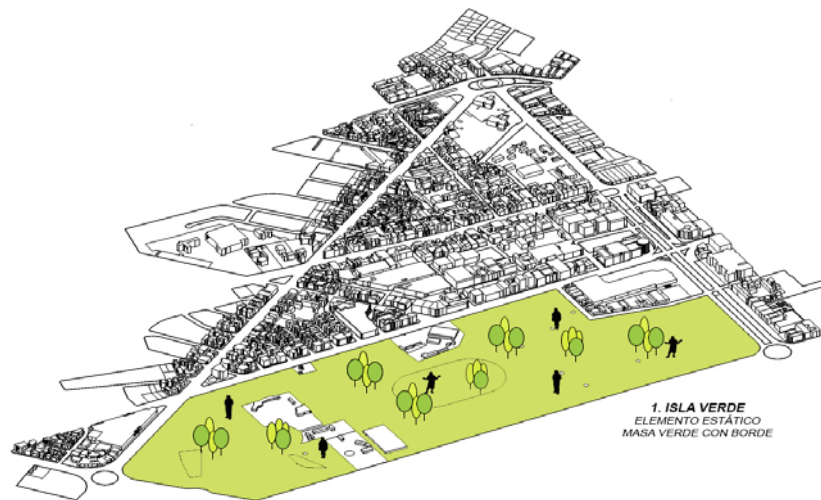 1. ISLA VERDE
ELEMENTO ESTÁTICO
MASA VERDE CON BORDE